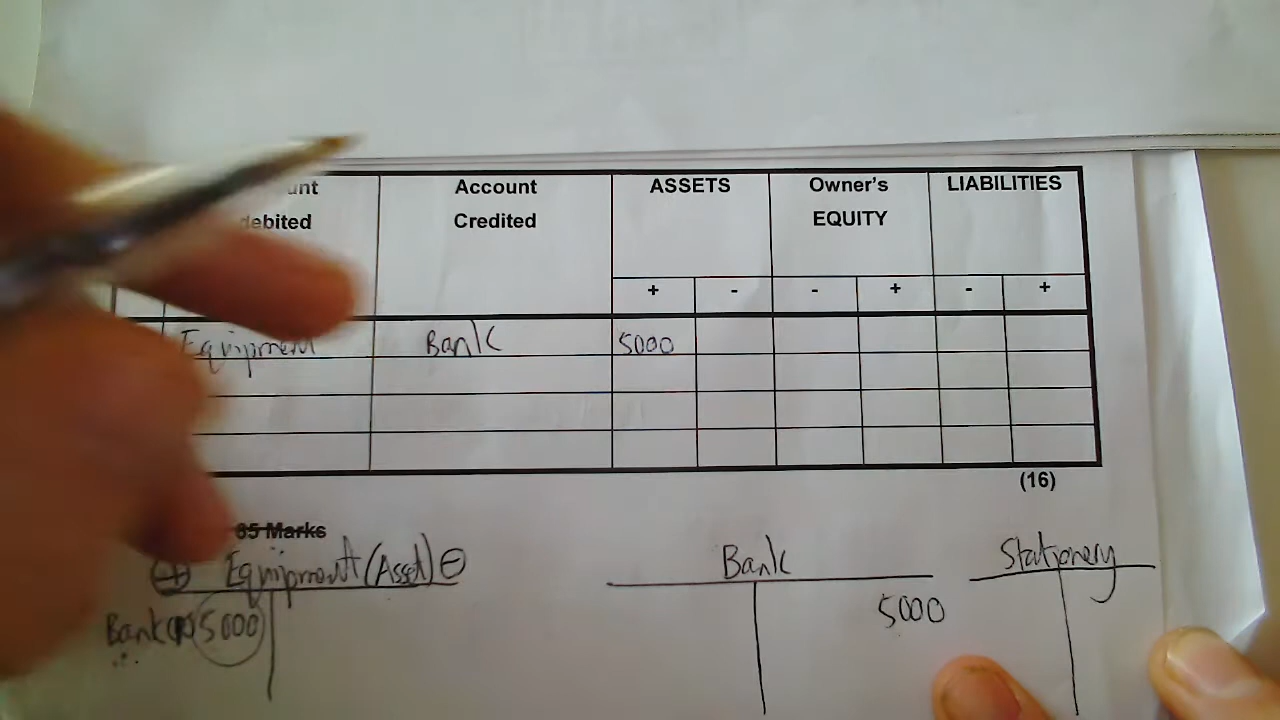 Account ASSETS Owner's LIABILITIES
debited Credited EQUITY
+ - - + - +
Equipment Bank 5000
(16)
65 Marks
+ Equipment (Asset) - Bank Stationery
Bank 5000 5000